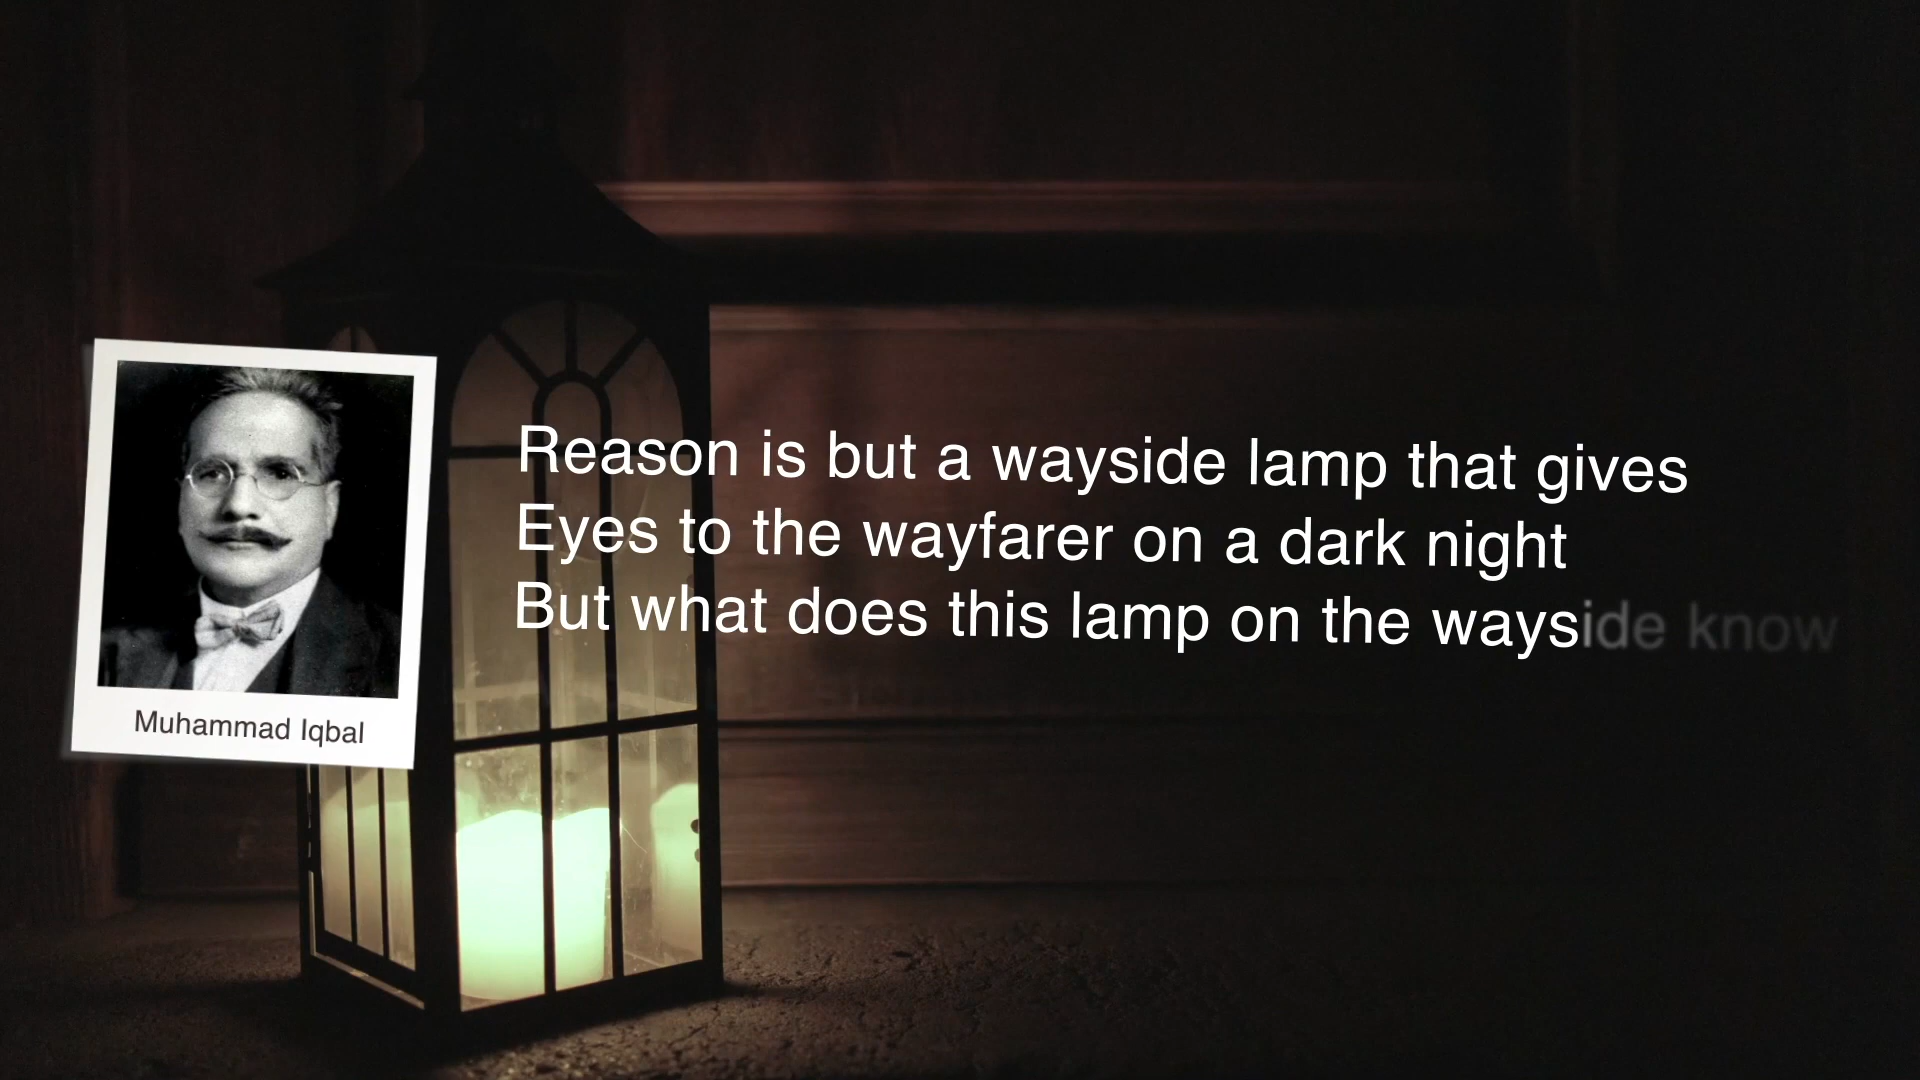 Reason is but a wayside lamp that gives
Eyes to the wayfarer on a dark night
But what does this lamp on the wayside know
Muhammad Iqbal